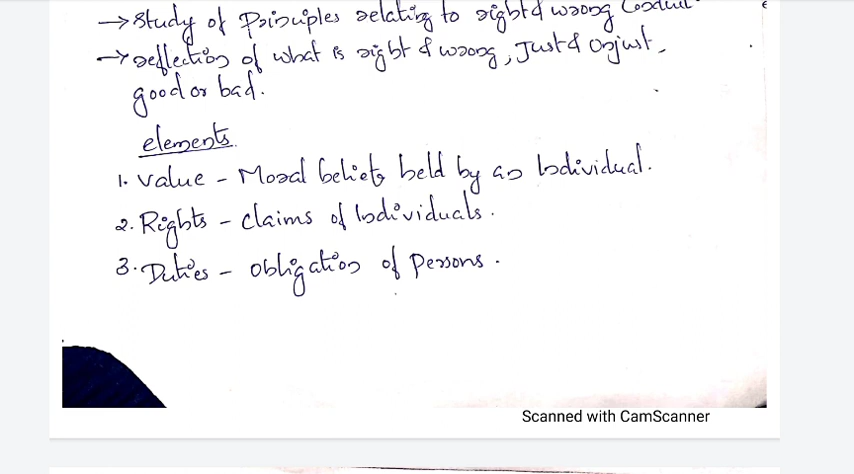 → Study of Principles relating to right & wrong Conduct
→ reflection of what is right & wrong, Just & Unjust,
good or bad.
elements.
1. Value - Moral beliefs held by an Individual.
2. Rights - claims of Individuals.
3. Duties - obligation of Persons.
Scanned with CamScanner